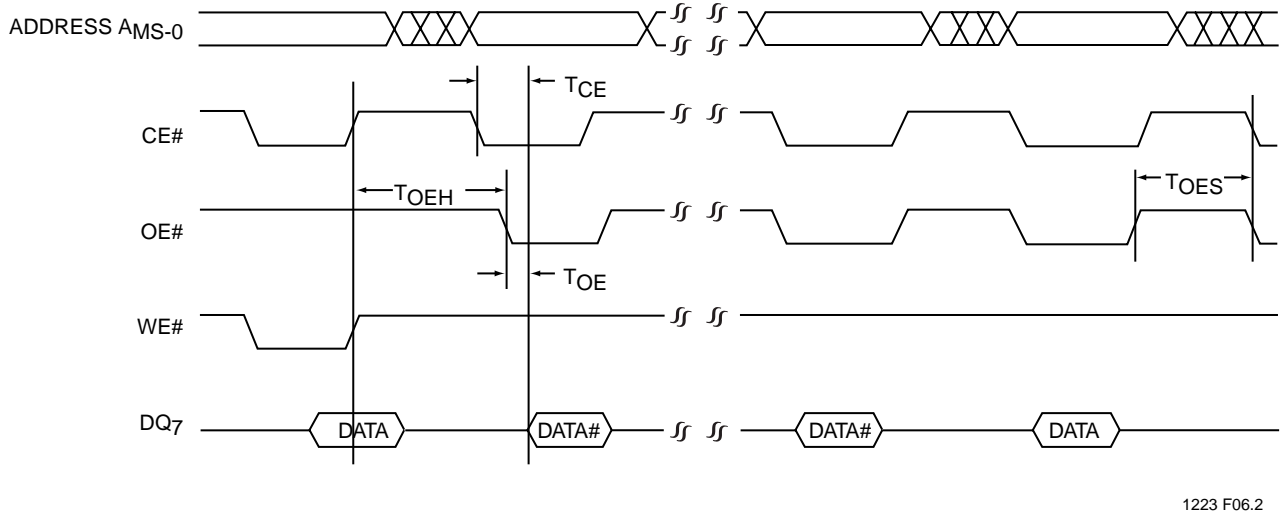 ADDRESS AMS-0
TCE
CE#
TOEH
TOES
OE#
TOE
WE#
DQ7
DATA
DATA#
DATA#
DATA
1223 F06.2